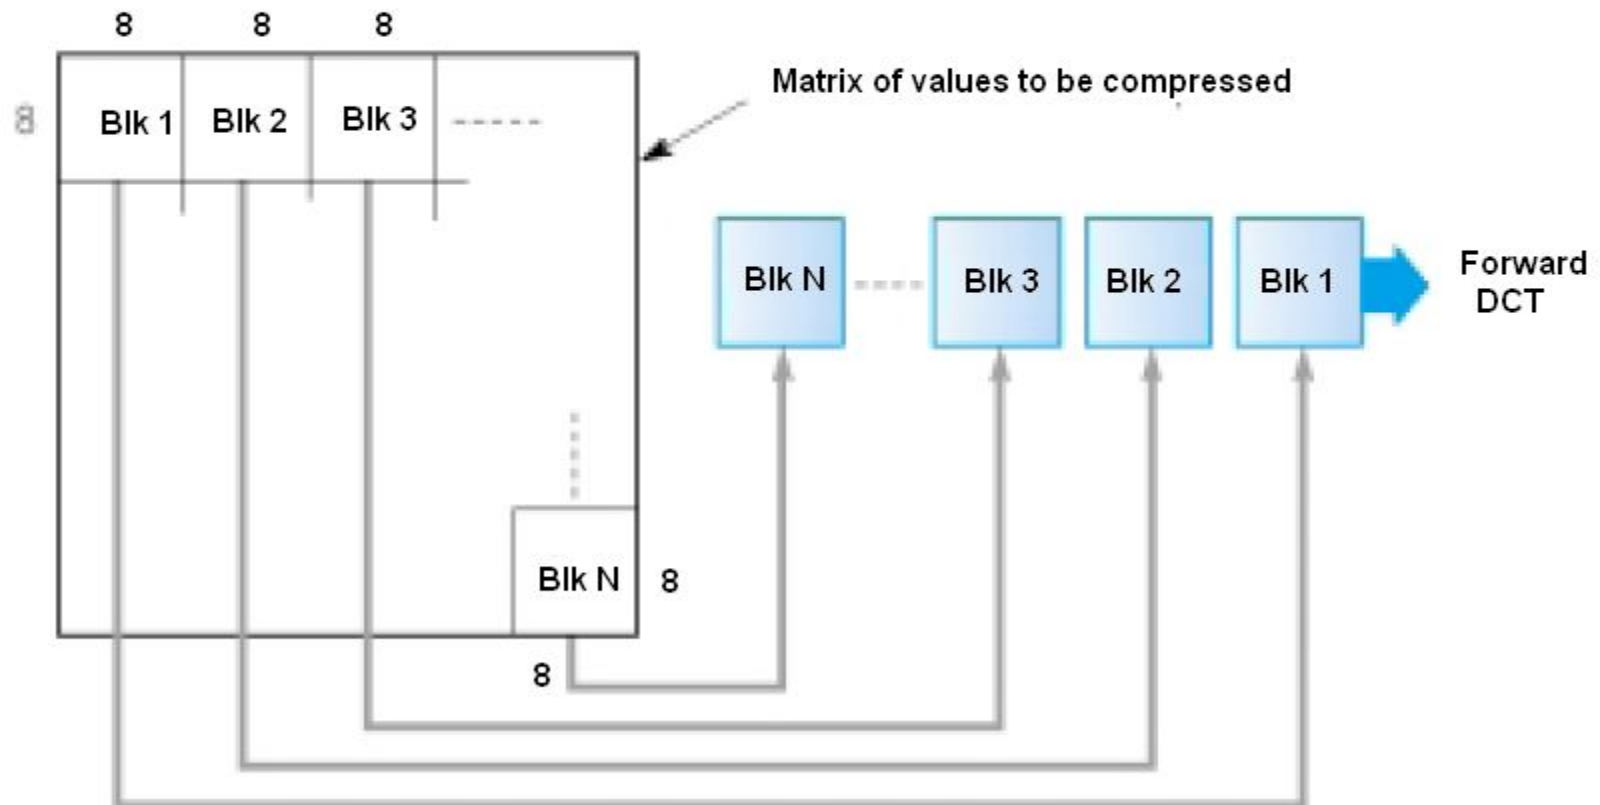 8 8 8
Matrix of values to be compressed
8 Blk 1 Blk 2 Blk 3
Blk N Blk 3 Blk 2 Blk 1
Forward
DCT
Blk N 8
8